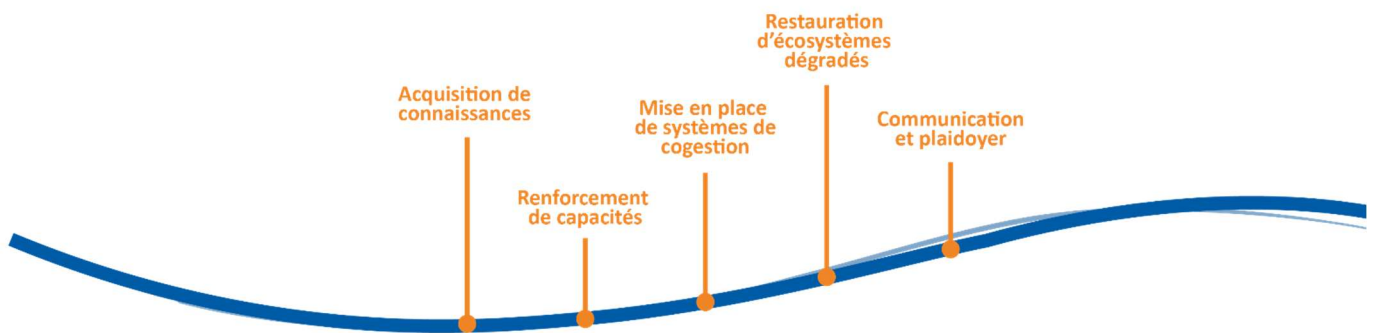 Acquisition de
connaissances
Renforcement
de capacités
Mise en place
de systèmes de
cogestion
Restauration
d’écosystèmes
dégradés
Communication
et plaidoyer